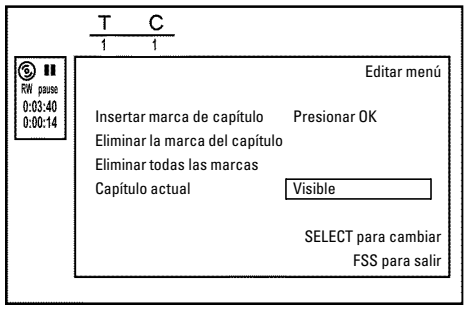 T C
1 1
RW pause
0:03:40
0:00:14
Editar menú
Insertar marca de capítulo Presionar OK
Eliminar la marca del capítulo
Eliminar todas las marcas
Capítulo actual Visible
SELECT para cambiar
FSS para salir